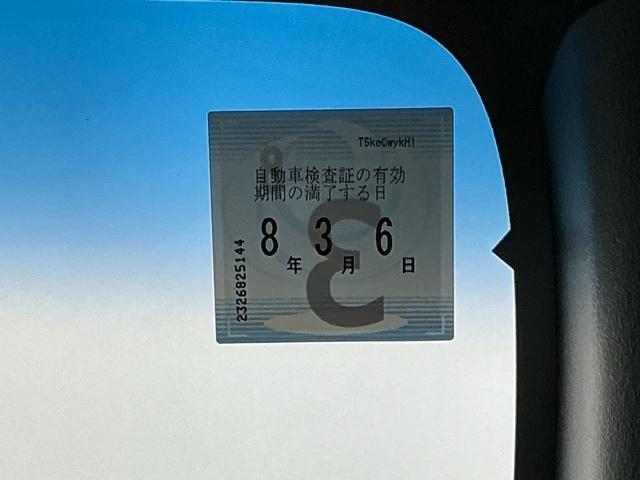 T5keCwykH1
自動車検査証の有効
期間の満了する日
8年3月6日
2326825144